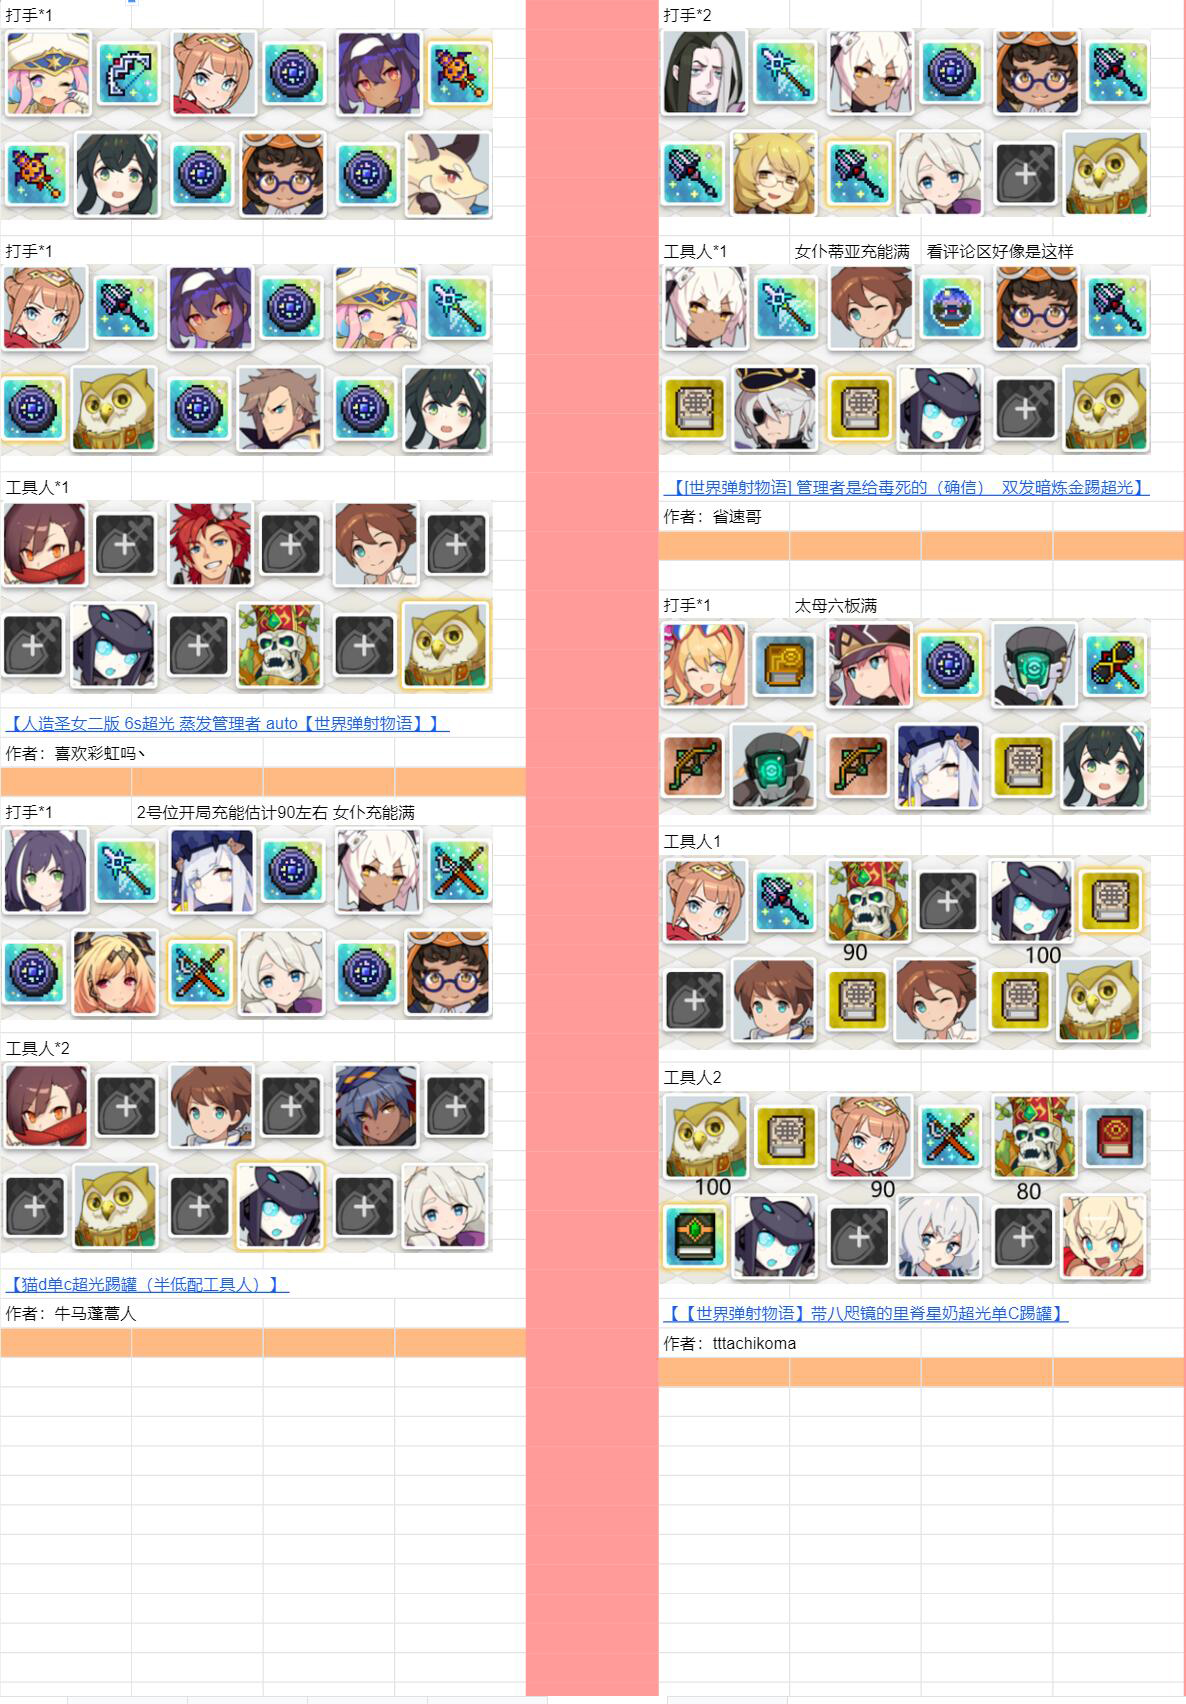 打手*1
打手*1
工具人*1
【人造圣女二版 6s超光 蒸发管理者 auto【世界弹射物语】】
作者：喜欢彩虹吗丶
打手*1 2号位开局充能估计90左右 女仆充能满
工具人*2
【猫d单c超光踢罐（半低配工具人）】
作者：牛马蓬蒿人
打手*2
工具人*1 女仆蒂亚充能满 看评论区好像是这样
【[世界弹射物语] 管理者是给毒死的（确信） 双发暗炼金踢超光】
作者：省速哥
打手*1 太母六板满
工具人1
90 100
工具人2
100 90 80
【【世界弹射物语】带八咫镜的里脊星奶超光单C踢罐】
作者：tttachikoma